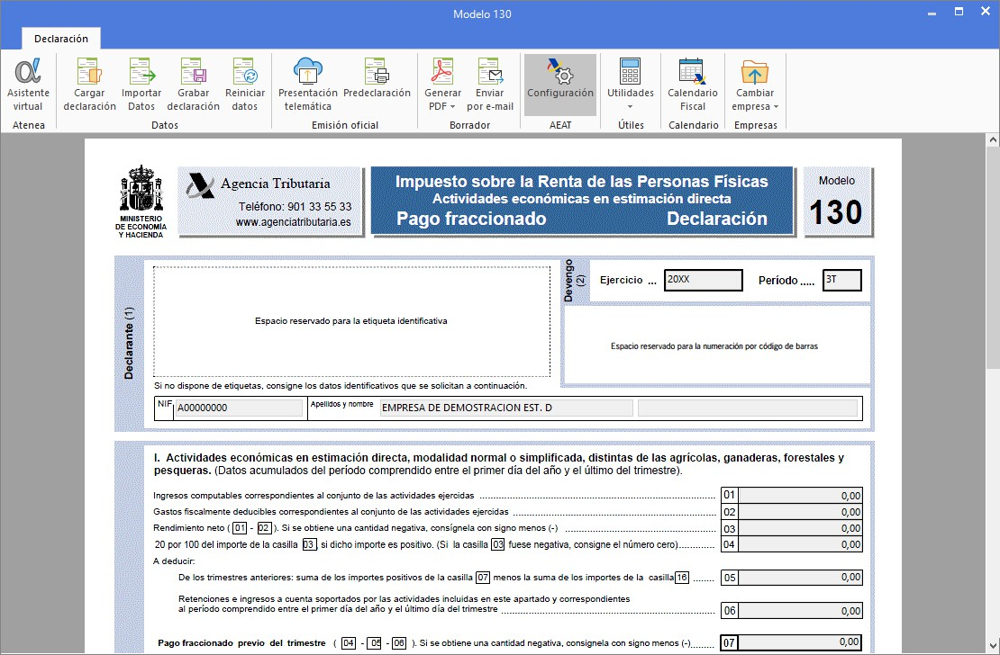 Modelo 130
Declaración
Asistente virtual
Cargar declaración
Importar Datos
Grabar declaración
Reiniciar datos
Presentación telemática
Predeclaración
Generar PDF
Enviar por e-mail
Configuración
Utilidades
Calendario Fiscal
Cambiar empresa
Atenea
Datos
Emisión oficial
Borrador
AEAT
Útiles
Calendario
Empresas
MINISTERIO
DE ECONOMÍA
Y HACIENDA
Agencia Tributaria
Teléfono: 901 33 55 33
www.agenciatributaria.es
Impuesto sobre la Renta de las Personas Físicas
Actividades económicas en estimación directa
Pago fraccionado Declaración
Modelo
130
Declarante (1)
Espacio reservado para la etiqueta identificativa
Devengo (2)
Ejercicio ... 20XX Período ..... 3T
Espacio reservado para la numeración por código de barras
Si no dispone de etiquetas, consigne los datos identificativos que se solicitan a continuación.
NIF A00000000 Apellidos y nombre EMPRESA DE DEMOSTRACION EST. D
I. Actividades económicas en estimación directa, modalidad normal o simplificada, distintas de las agrícolas, ganaderas, forestales y
pesqueras. (Datos acumulados del período comprendido entre el primer día del año y el último del trimestre).
Ingresos computables correspondientes al conjunto de las actividades ejercidas 01 0,00
Gastos fiscalmente deducibles correspondientes al conjunto de las actividades ejercidas 02 0,00
Rendimiento neto ( 01 - 02 ). Si se obtiene una cantidad negativa, consígnela con signo menos (-) 03 0,00
20 por 100 del importe de la casilla 03, si dicho importe es positivo. (Si la casilla 03 fuese negativa, consigne el número cero) 04 0,00
A deducir:
De los trimestres anteriores: suma de los importes positivos de la casilla 07 menos la suma de los importes de la casilla 16 05 0,00
Retenciones e ingresos a cuenta soportados por las actividades incluidas en este apartado y correspondientes
al período comprendido entre el primer día del año y el último día del trimestre 06 0,00
Pago fraccionado previo del trimestre ( 04 - 05 - 06 ). Si se obtiene una cantidad negativa, consígnela con signo menos (-) 07 0,00